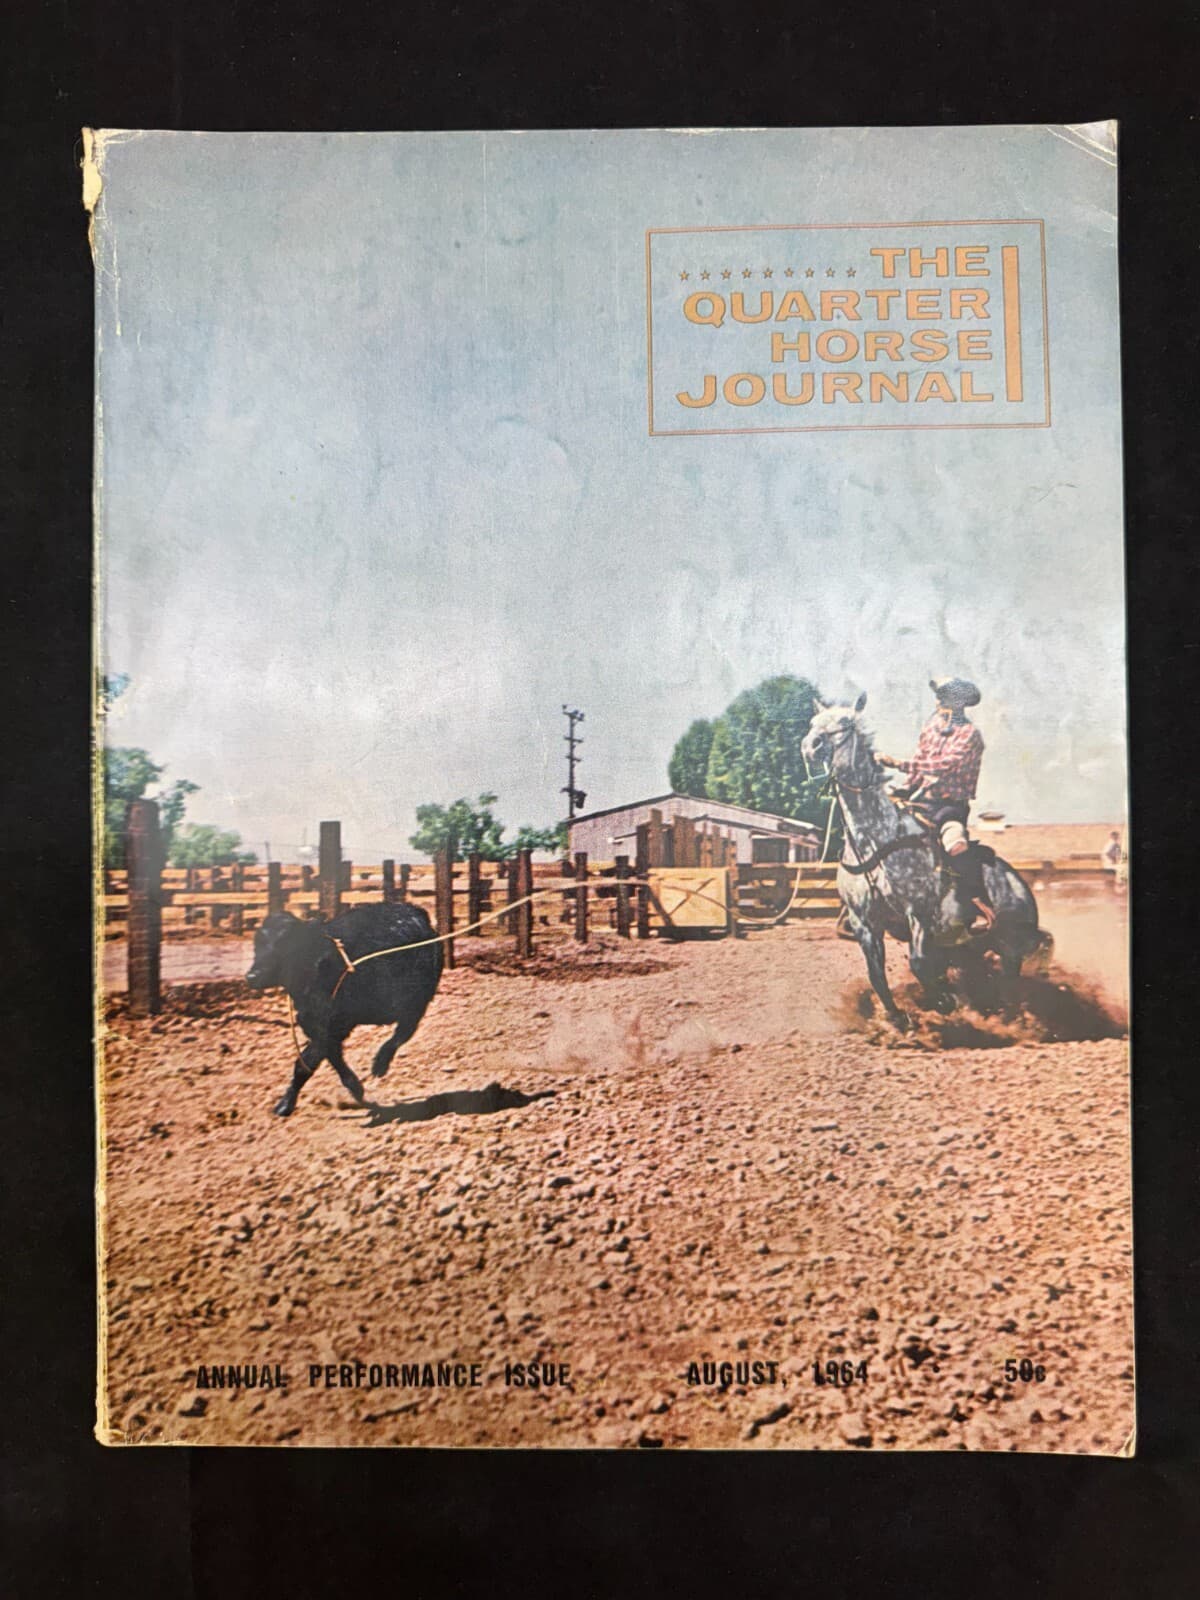 THE
QUARTER
HORSE
JOURNAL
ANNUAL PERFORMANCE ISSUE AUGUST, 1964 50¢